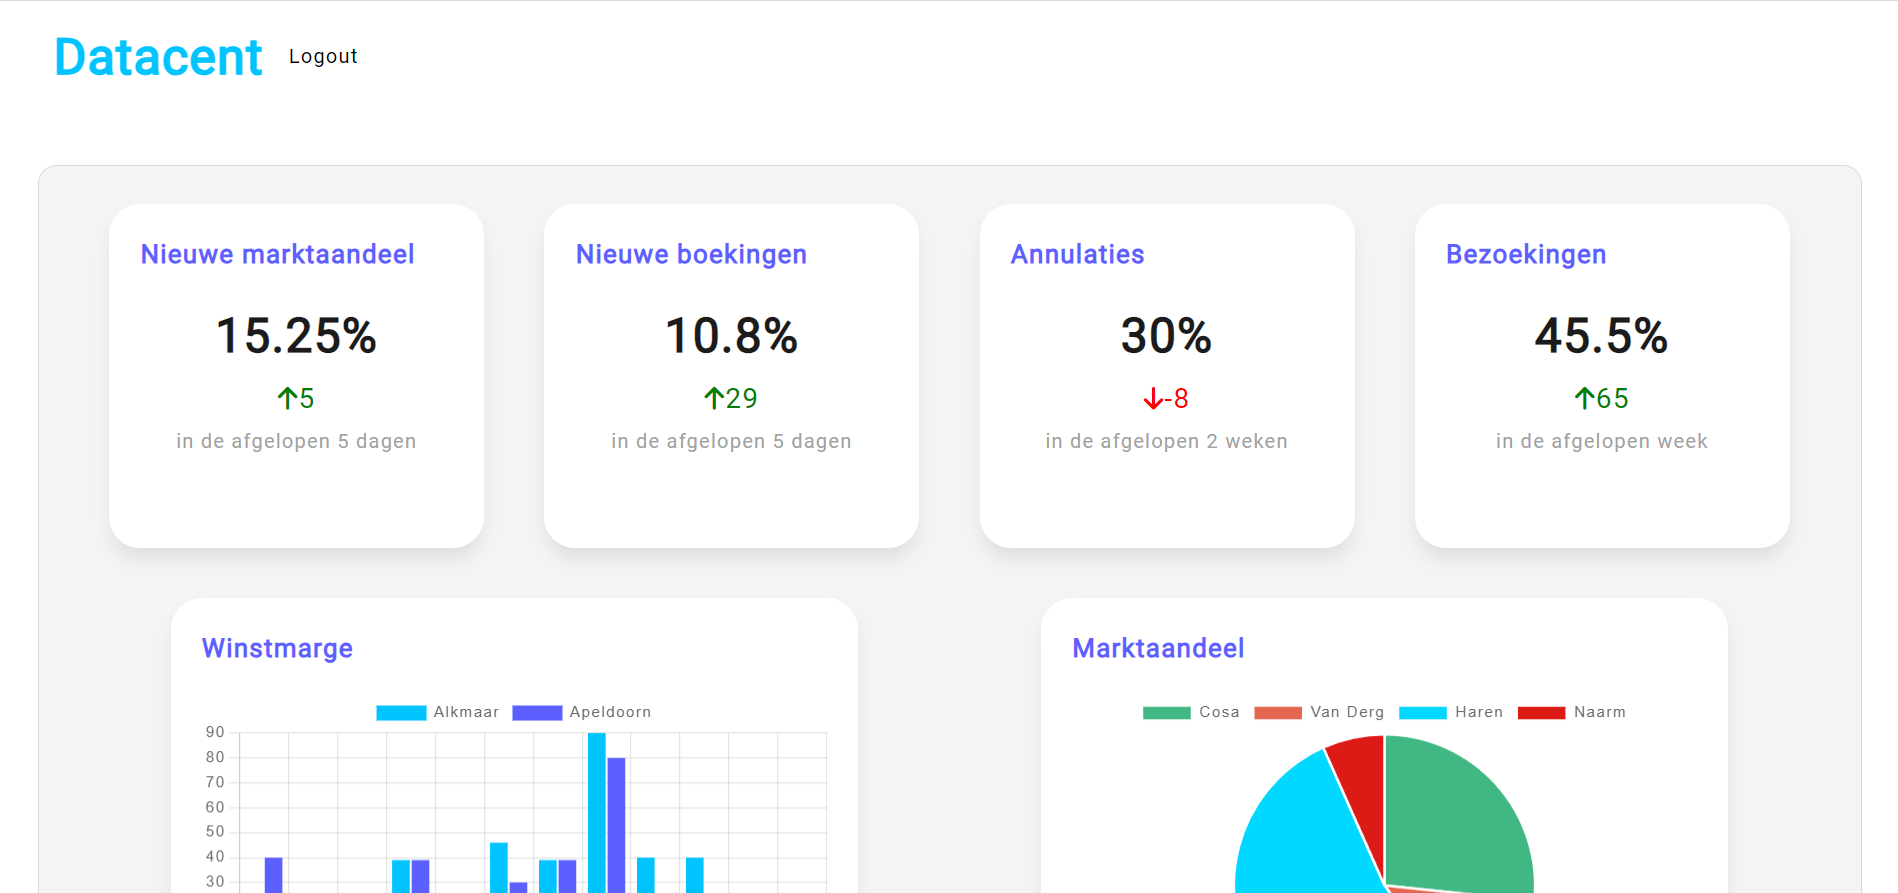 Datacent
Logout
Nieuwe marktaandeel
15.25%
↑5
in de afgelopen 5 dagen
Nieuwe boekingen
10.8%
↑29
in de afgelopen 5 dagen
Annulaties
30%
↓-8
in de afgelopen 2 weken
Bezoekingen
45.5%
↑65
in de afgelopen week
Winstmarge
Alkmaar Apeldoorn
90
80
70
60
50
40
30
Marktaandeel
Cosa Van Derg Haren Naarm